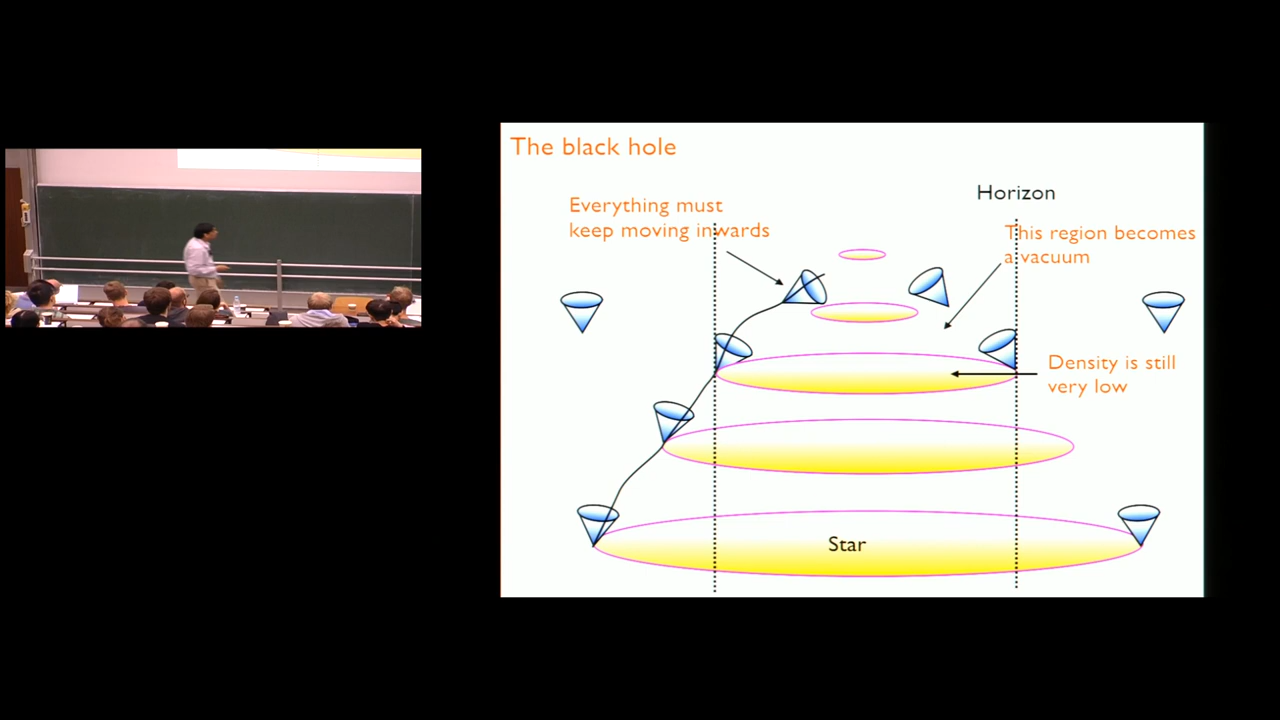 The black hole
Everything must
keep moving inwards
Horizon
This region becomes
a vacuum
Density is still
very low
Star